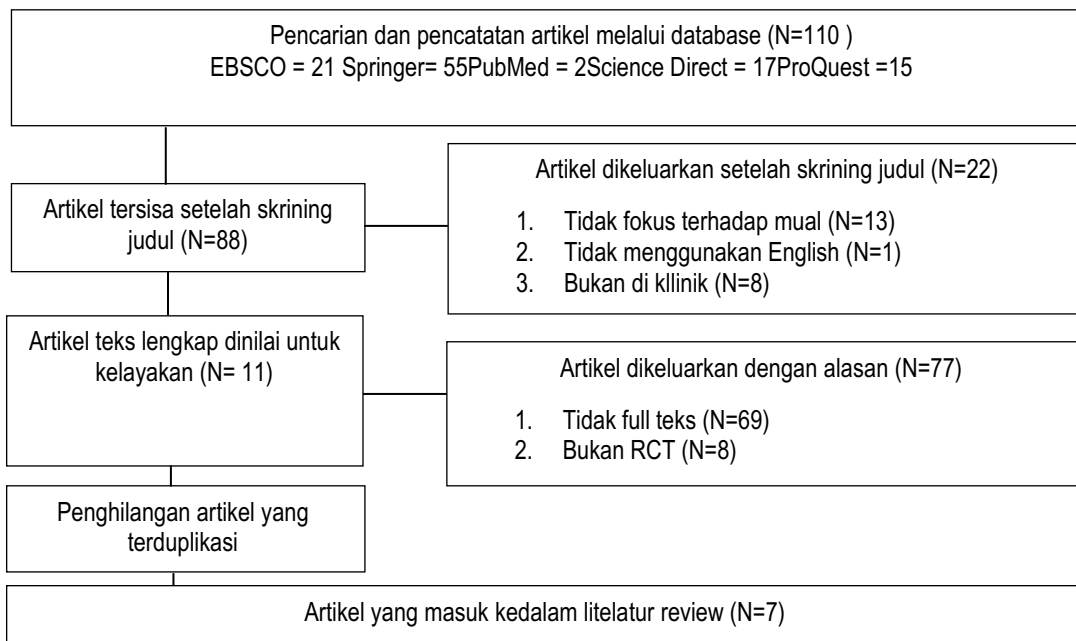 Pencarian dan pencatatan artikel melalui database (N=110 )
EBSCO = 21 Springer= 55PubMed = 2Science Direct = 17ProQuest =15
Artikel dikeluarkan setelah skrining judul (N=22)
1. Tidak fokus terhadap mual (N=13)
2. Tidak menggunakan English (N=1)
3. Bukan di kllinik (N=8)
Artikel tersisa setelah skrining
judul (N=88)
Artikel teks lengkap dinilai untuk
kelayakan (N= 11)
Artikel dikeluarkan dengan alasan (N=77)
1. Tidak full teks (N=69)
2. Bukan RCT (N=8)
Penghilangan artikel yang
terduplikasi
Artikel yang masuk kedalam litelatur review (N=7)